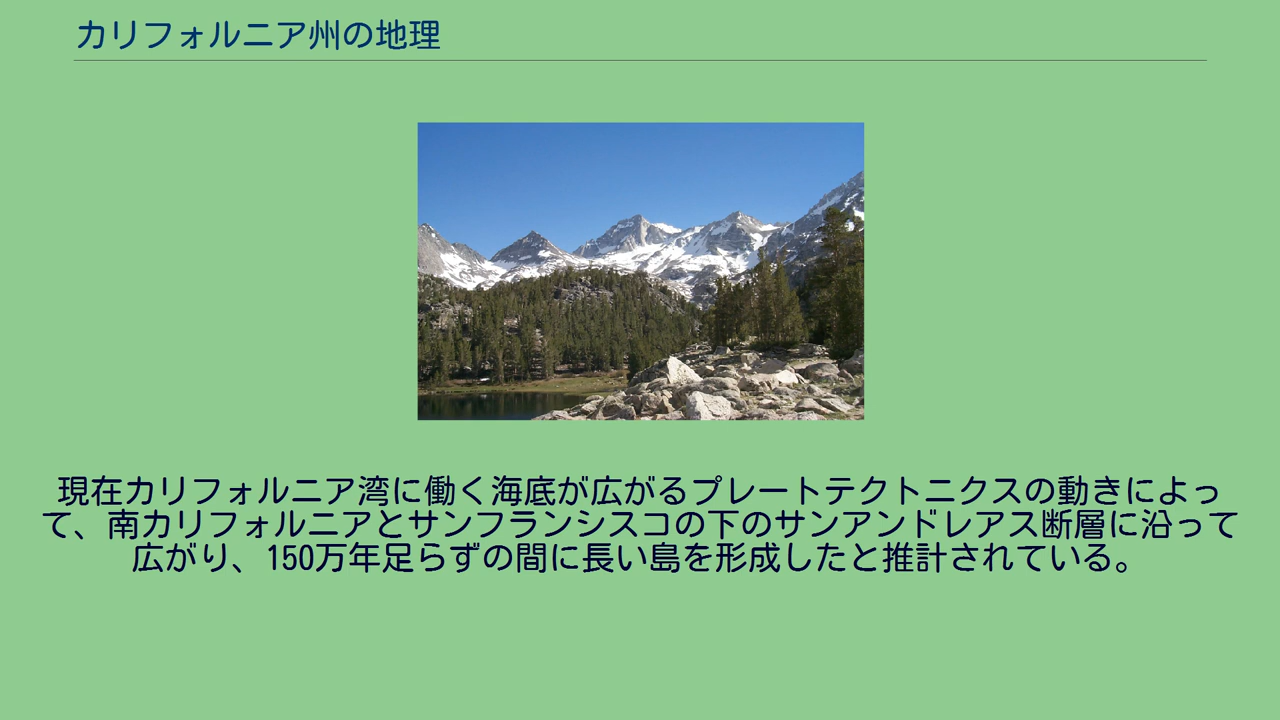 カリフォルニア州の地理
現在カリフォルニア湾に働く海底が広がるプレートテクトニクスの動きによっ
て、南カリフォルニアとサンフランシスコの下のサンアンドレアス断層に沿って
広がり、150万年足らずの間に長い島を形成したと推計されている。